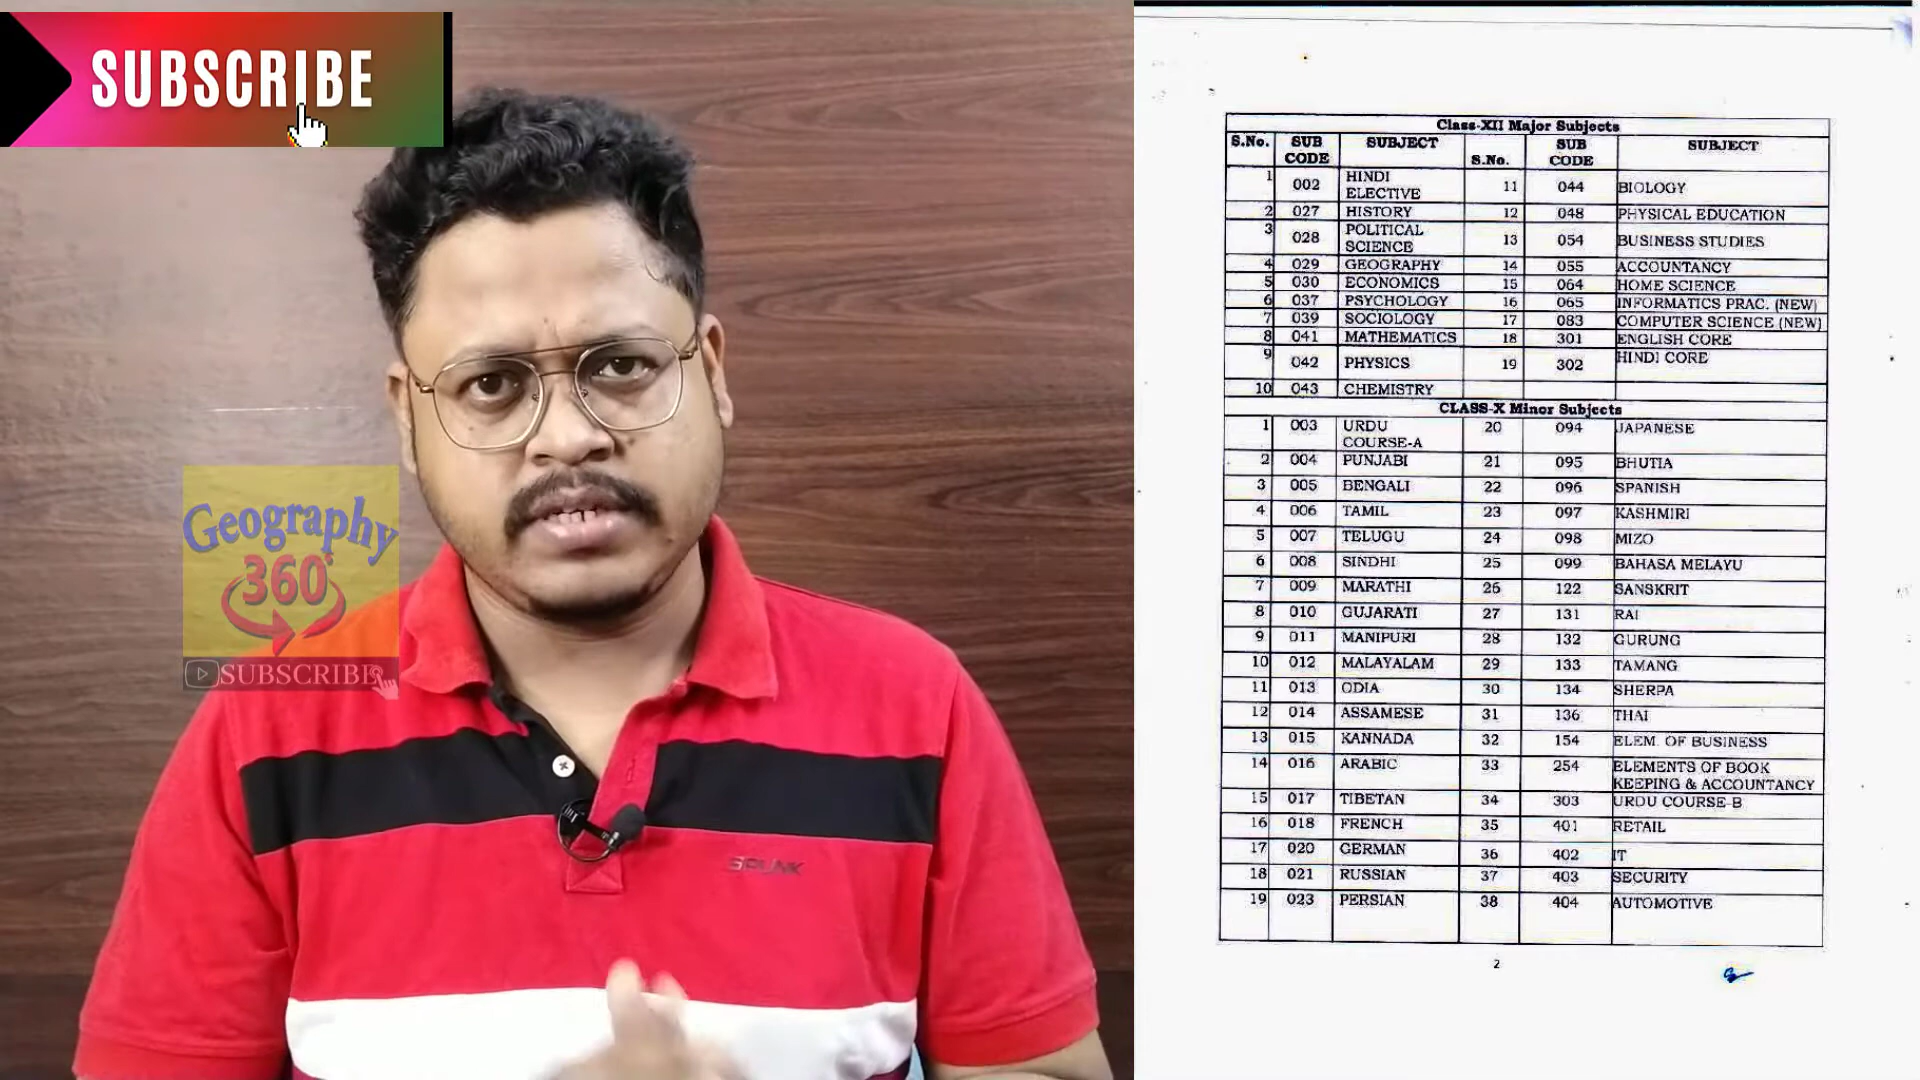 SUBSCRIBE
Geography
360°
SUBSCRIBE
SPUNK
Class-XII Major Subjects
S.No. SUB CODE SUBJECT S.No. SUB CODE SUBJECT
1 002 HINDI ELECTIVE 11 044 BIOLOGY
2 027 HISTORY 12 048 PHYSICAL EDUCATION
3 028 POLITICAL SCIENCE 13 054 BUSINESS STUDIES
4 029 GEOGRAPHY 14 055 ACCOUNTANCY
5 030 ECONOMICS 15 064 HOME SCIENCE
6 037 PSYCHOLOGY 16 065 INFORMATICS PRAC. (NEW)
7 039 SOCIOLOGY 17 083 COMPUTER SCIENCE (NEW)
8 041 MATHEMATICS 18 301 ENGLISH CORE
9 042 PHYSICS 19 302 HINDI CORE
10 043 CHEMISTRY
CLASS-X Minor Subjects
1 003 URDU COURSE-A 20 094 JAPANESE
2 004 PUNJABI 21 095 BHUTIA
3 005 BENGALI 22 096 SPANISH
4 006 TAMIL 23 097 KASHMIRI
5 007 TELUGU 24 098 MIZO
6 008 SINDHI 25 099 BAHASA MELAYU
7 009 MARATHI 26 122 SANSKRIT
8 010 GUJARATI 27 131 RAI
9 011 MANIPURI 28 132 GURUNG
10 012 MALAYALAM 29 133 TAMANG
11 013 ODIA 30 134 SHERPA
12 014 ASSAMESE 31 136 THAI
13 015 KANNADA 32 154 ELEM. OF BUSINESS
14 016 ARABIC 33 254 ELEMENTS OF BOOK KEEPING & ACCOUNTANCY
15 017 TIBETAN 34 303 URDU COURSE-B
16 018 FRENCH 35 401 RETAIL
17 020 GERMAN 36 402 IT
18 021 RUSSIAN 37 403 SECURITY
19 023 PERSIAN 38 404 AUTOMOTIVE
2